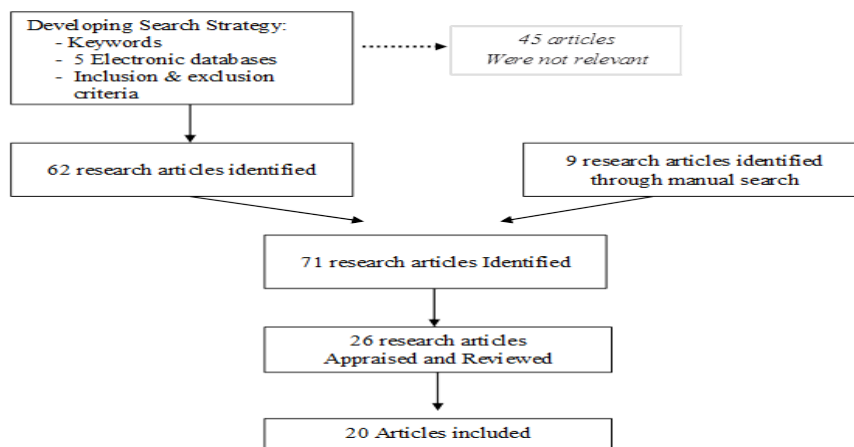 Developing Search Strategy:
- Keywords
- 5 Electronic databases
- Inclusion & exclusion
criteria
45 articles
Were not relevant
62 research articles identified
9 research articles identified
through manual search
71 research articles Identified
26 research articles
Appraised and Reviewed
20 Articles included